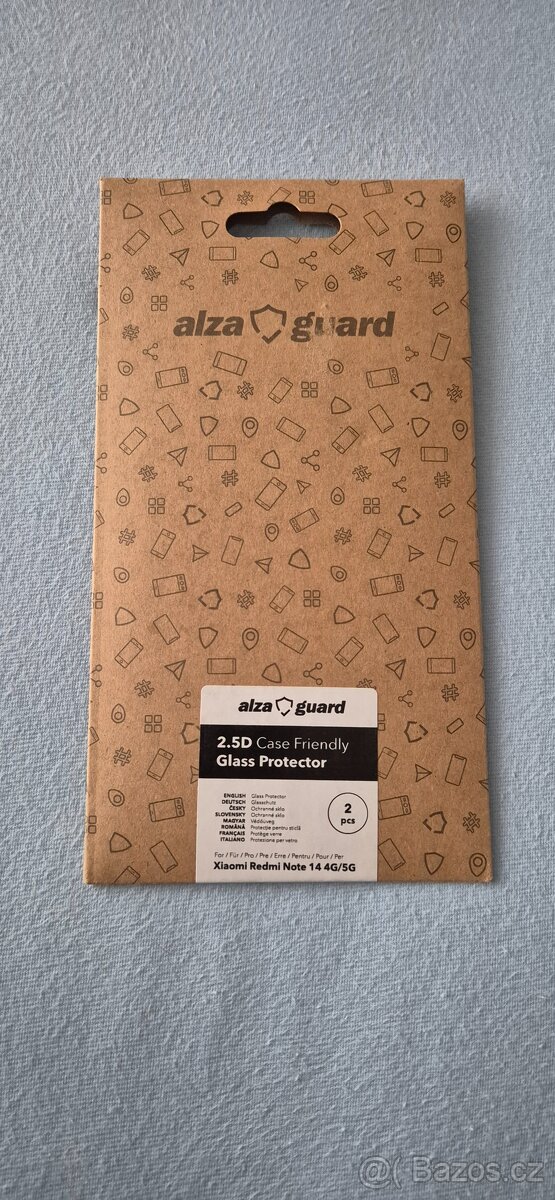 alza guard
alza guard
2.5D Case Friendly
Glass Protector
ENGLISH Glass Protector
DEUTSCH Glasschutz
ČESKY Ochranné sklo
SLOVENSKY Ochranné sklo
MAGYAR Védőüveg
ROMÂNĂ Protecție pentru sticlă
FRANÇAIS Protège verre
ITALIANO Protezione per vetro
2
pcs
For / Für / Pro / Pre / Erre / Pentru / Pour / Per
Xiaomi Redmi Note 14 4G/5G
@( Bazos.cz